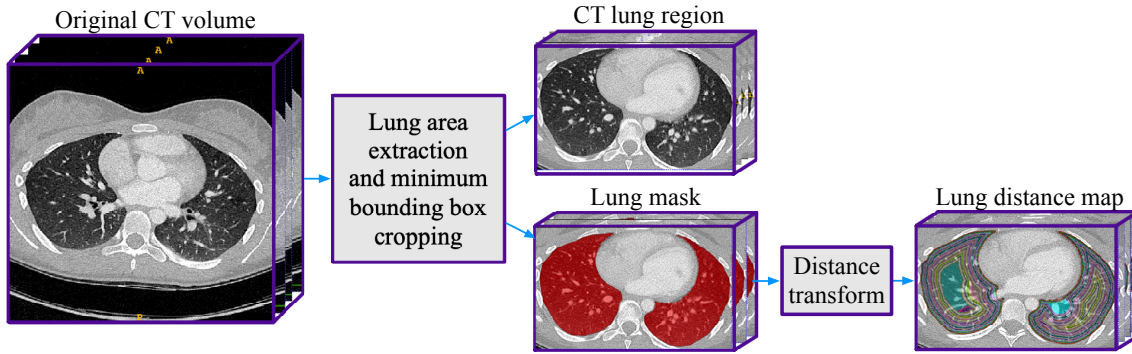 Original CT volume
A
A
A
A
P
Lung area
extraction
and minimum
bounding box
cropping
CT lung region
Lung mask
Distance
transform
Lung distance map